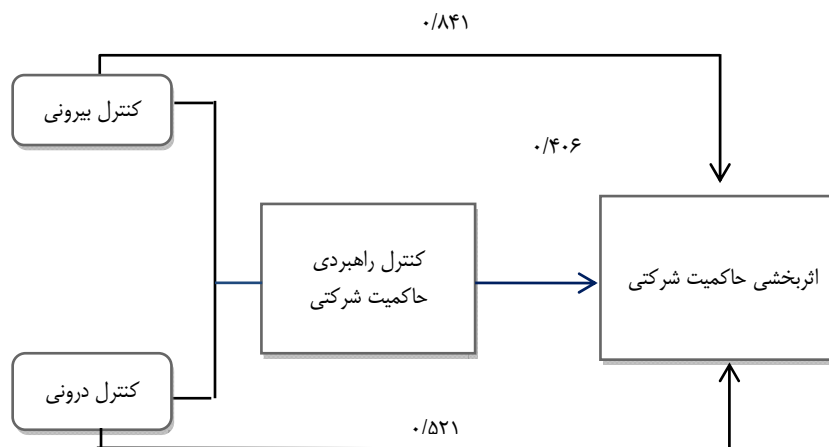 ۰/۸۴۱
کنترل بیرونی
۰/۴۰۶
کنترل راهبردی
حاکمیت شرکتی
اثربخشی حاکمیت شرکتی
کنترل درونی
۰/۵۲۱